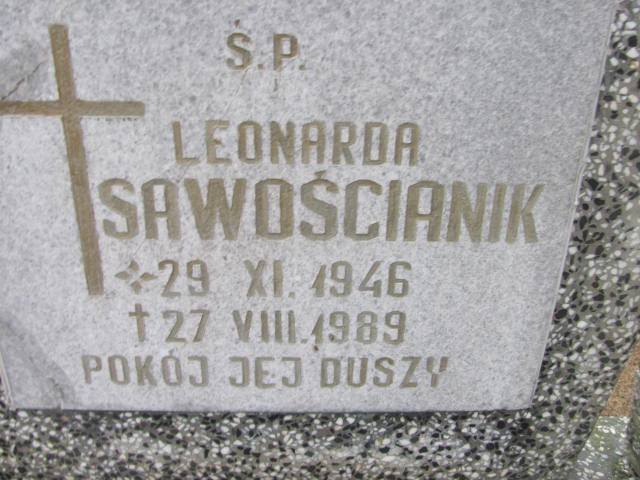 Ś.P.
LEONARDA
SAWOŚCIANIK
29 XI. 1946
† 27 VIII. 1989
POKÓJ JEJ DUSZY